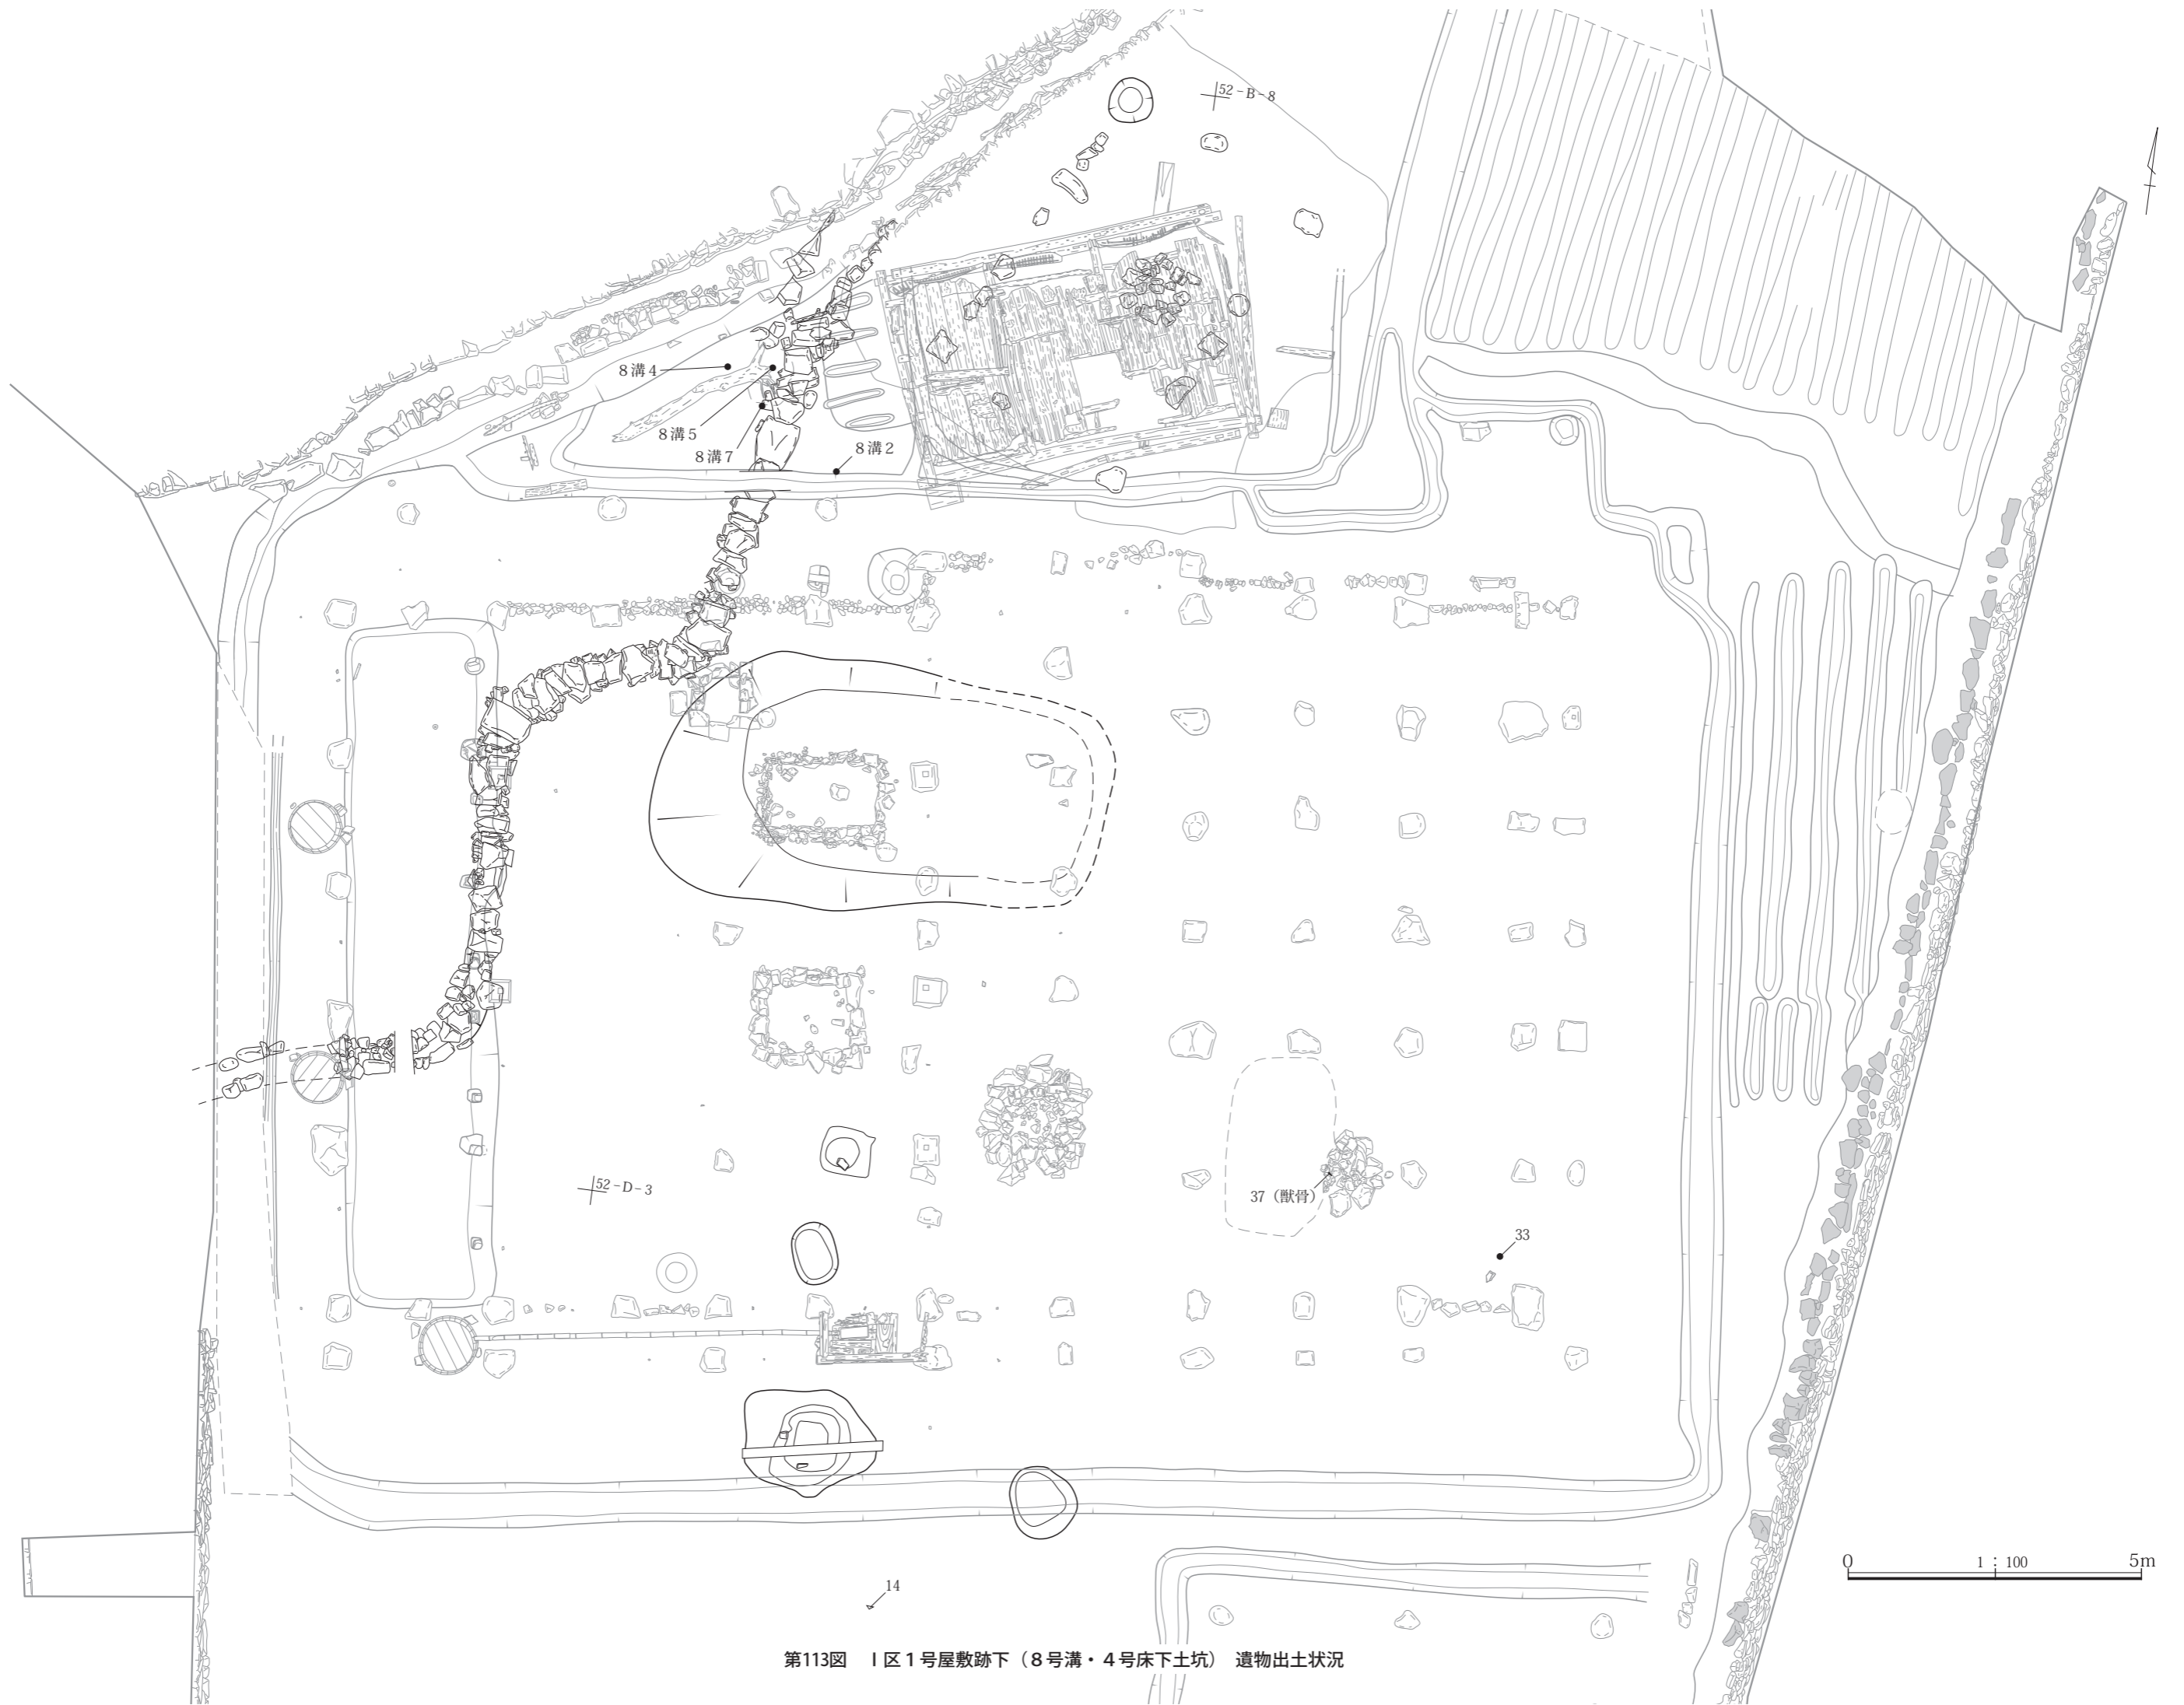 52-B-8
8溝4
8溝5
8溝7
8溝2
52-D-3
37（獣骨）
33
0 1：100 5m
14
第113図　Ⅰ区１号屋敷跡下（８号溝・４号床下土坑）　遺物出土状況